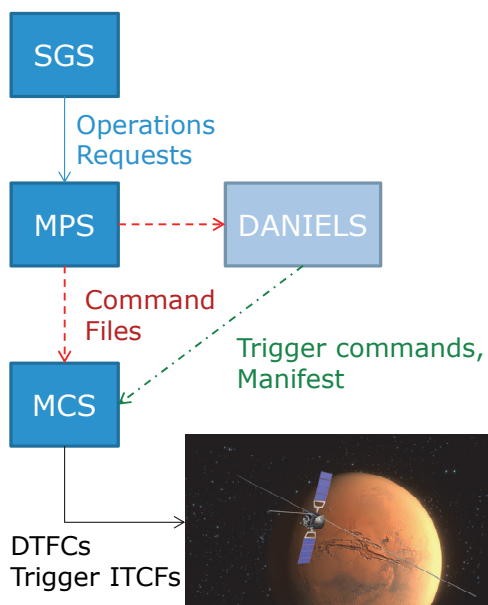 SGS
Operations
Requests
MPS
DANIELS
Command
Files
Trigger commands,
Manifest
MCS
DTFCs
Trigger ITCFs